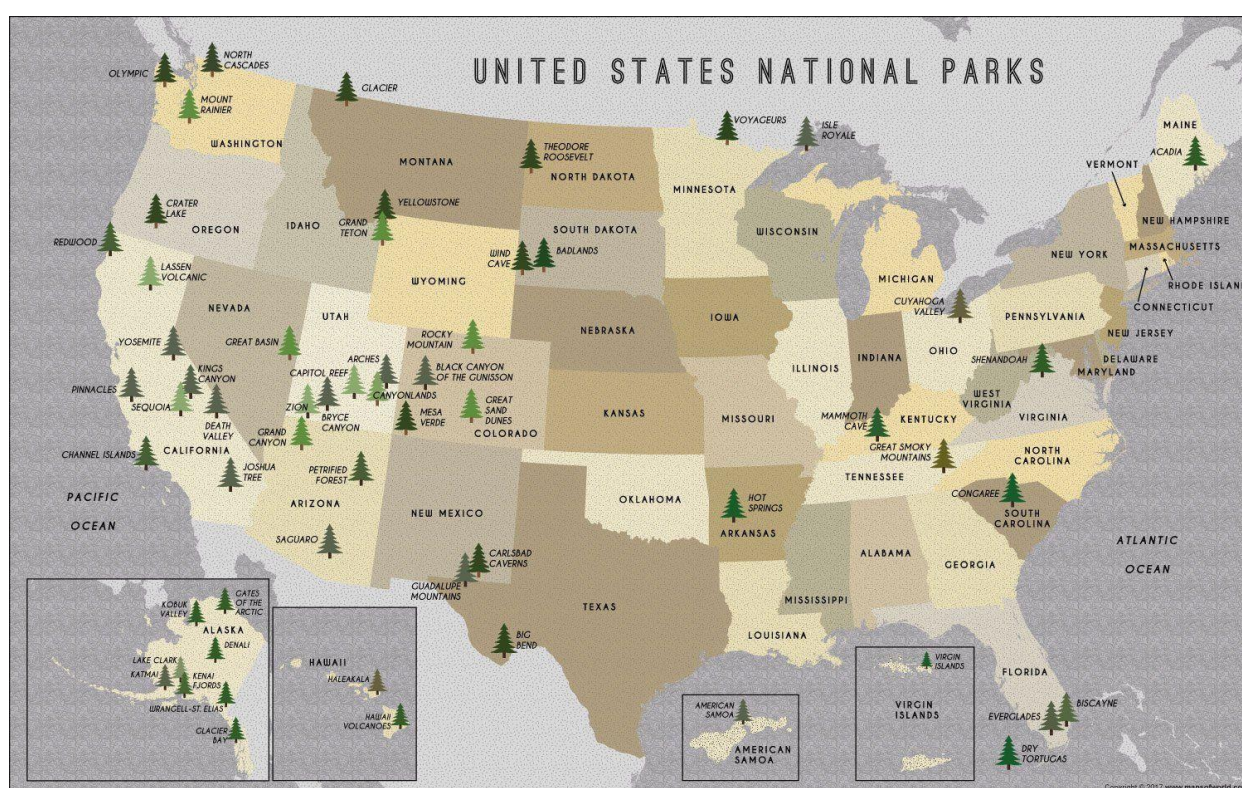 UNITED STATES NATIONAL PARKS
OLYMPIC
NORTH
CASCADES
MOUNT
RAINIER
WASHINGTON
GLACIER
MONTANA
THEODORE
ROOSEVELT
NORTH DAKOTA
VOYAGEURS
ISLE
ROYALE
MINNESOTA
MAINE
ACADIA
VERMONT
NEW HAMPSHIRE
MASSACHUSETTS
RHODE ISLAN
CONNECTICUT
NEW YORK
CRATER
LAKE
OREGON
IDAHO
YELLOWSTONE
GRAND
TETON
SOUTH DAKOTA
WIND
CAVE
BADLANDS
WISCONSIN
MICHIGAN
REDWOOD
LASSEN
VOLCANIC
WYOMING
NEVADA
UTAH
NEBRASKA
IOWA
CUYAHOGA
VALLEY
PENNSYLVANIA
NEW JERSEY
DELAWARE
MARYLAND
YOSEMITE
GREAT BASIN
ROCKY
MOUNTAIN
ILLINOIS
INDIANA
OHIO
SHENANDOAH
KINGS
CANYON
PINNACLES
SEQUOIA
DEATH
VALLEY
CAPITOL REEF
ARCHES
CANYONLANDS
ZION
BRYCE
CANYON
BLACK CANYON
OF THE GUNISSON
MESA
VERDE
GREAT
SAND
DUNES
COLORADO
KANSAS
MISSOURI
MAMMOTH
CAVE
KENTUCKY
WEST
VIRGINIA
VIRGINIA
CHANNEL ISLANDS
CALIFORNIA
JOSHUA
TREE
GRAND
CANYON
PETRIFIED
FOREST
ARIZONA
NEW MEXICO
OKLAHOMA
HOT
SPRINGS
ARKANSAS
TENNESSEE
GREAT SMOKY
MOUNTAINS
NORTH
CAROLINA
CONGAREE
SOUTH
CAROLINA
PACIFIC
OCEAN
ATLANTIC
OCEAN
SAGUARO
CARLSBAD
CAVERNS
GUADALUPE
MOUNTAINS
TEXAS
BIG
BEND
LOUISIANA
MISSISSIPPI
ALABAMA
GEORGIA
FLORIDA
EVERGLADES
BISCAYNE
DRY
TORTUGAS
KOBUK
VALLEY
GATES
OF THE
ARCTIC
ALASKA
DENALI
LAKE CLARK
KATMAI
KENAI
FJORDS
WRANGELL-ST. ELIAS
GLACIER
BAY
HAWAII
HALEAKALA
HAWAII
VOLCANOES
AMERICAN
SAMOA
AMERICAN
SAMOA
VIRGIN
ISLANDS
VIRGIN
ISLANDS
Copyright © 2017 www.mapsofworld.co